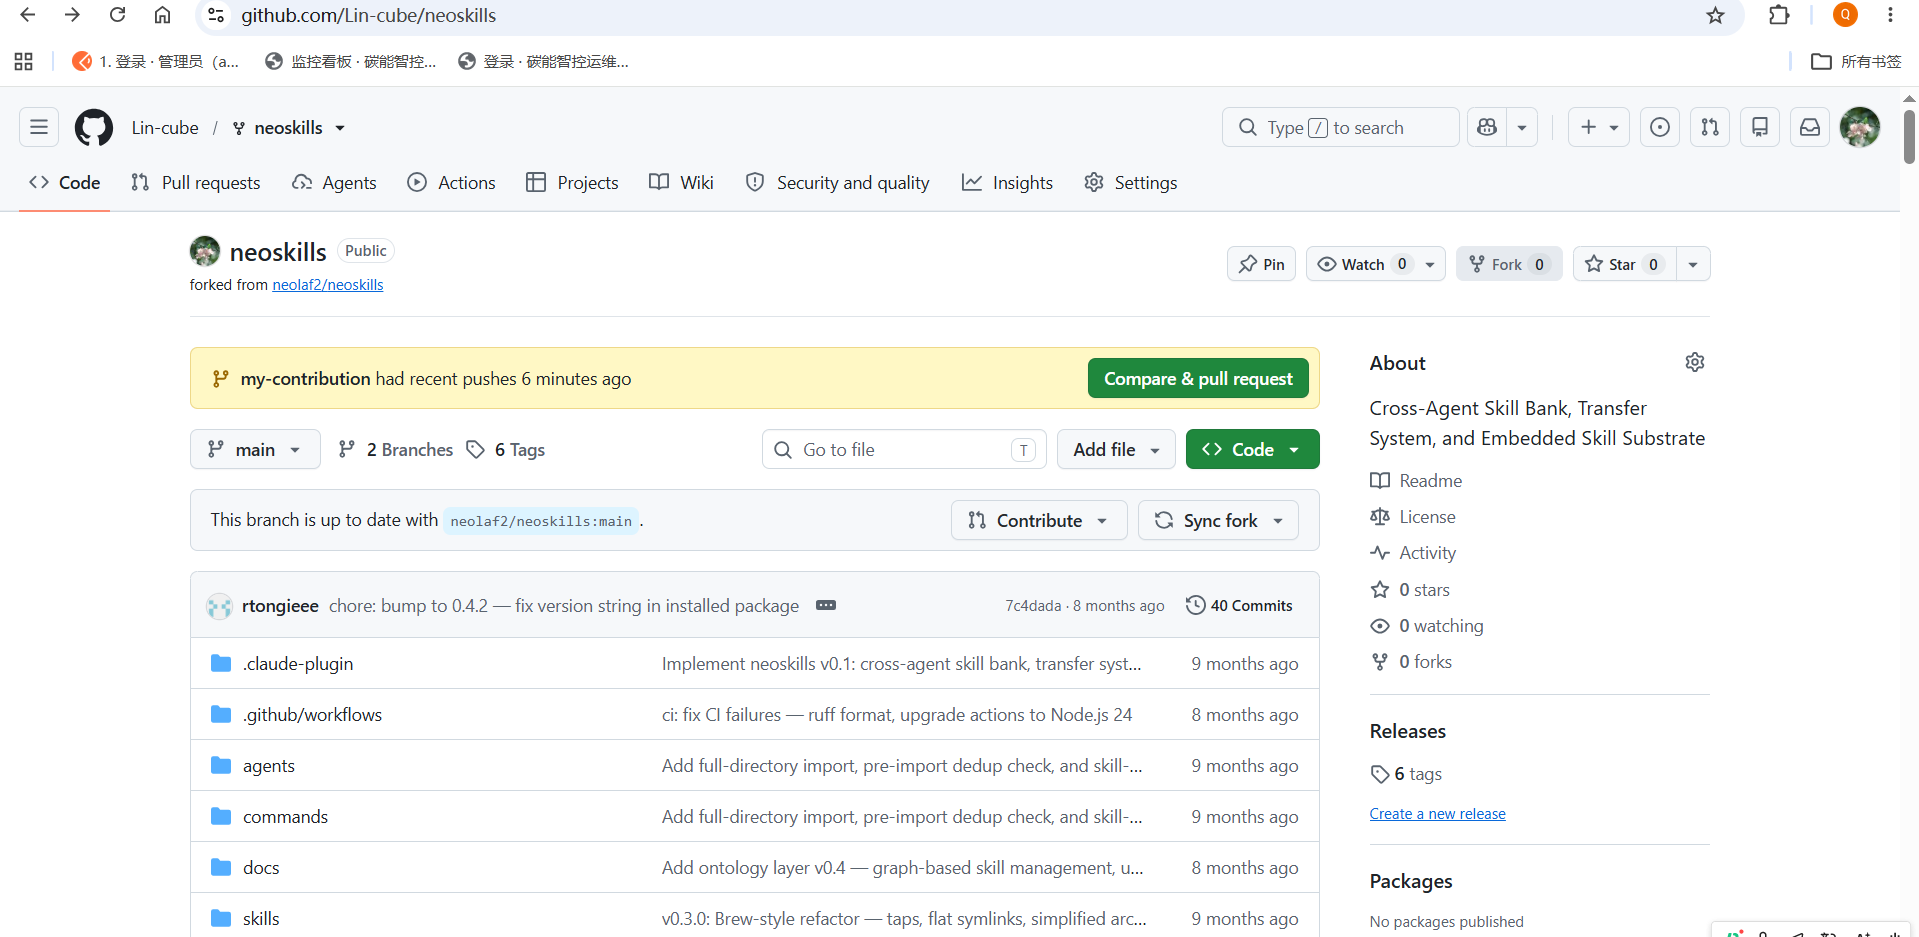 github.com/Lin-cube/neoskills
Q
1. 登录 · 管理员（a...
监控看板 · 碳能智控...
登录 · 碳能智控运维...
所有书签
Lin-cube / neoskills
Type / to search
Code
Pull requests
Agents
Actions
Projects
Wiki
Security and quality
Insights
Settings
neoskills Public
forked from neolaf2/neoskills
Pin
Watch 0
Fork 0
Star 0
my-contribution had recent pushes 6 minutes ago
Compare & pull request
main
2 Branches
6 Tags
Go to file T
Add file
Code
This branch is up to date with neolaf2/neoskills:main .
Contribute
Sync fork
rtongieee chore: bump to 0.4.2 — fix version string in installed package
7c4dada · 8 months ago
40 Commits
.claude-plugin Implement neoskills v0.1: cross-agent skill bank, transfer syst... 9 months ago
.github/workflows ci: fix CI failures — ruff format, upgrade actions to Node.js 24 8 months ago
agents Add full-directory import, pre-import dedup check, and skill-... 9 months ago
commands Add full-directory import, pre-import dedup check, and skill-... 9 months ago
docs Add ontology layer v0.4 — graph-based skill management, u... 8 months ago
skills v0.3.0: Brew-style refactor — taps, flat symlinks, simplified arc... 9 months ago
About
Cross-Agent Skill Bank, Transfer
System, and Embedded Skill Substrate
Readme
License
Activity
0 stars
0 watching
0 forks
Releases
6 tags
Create a new release
Packages
No packages published